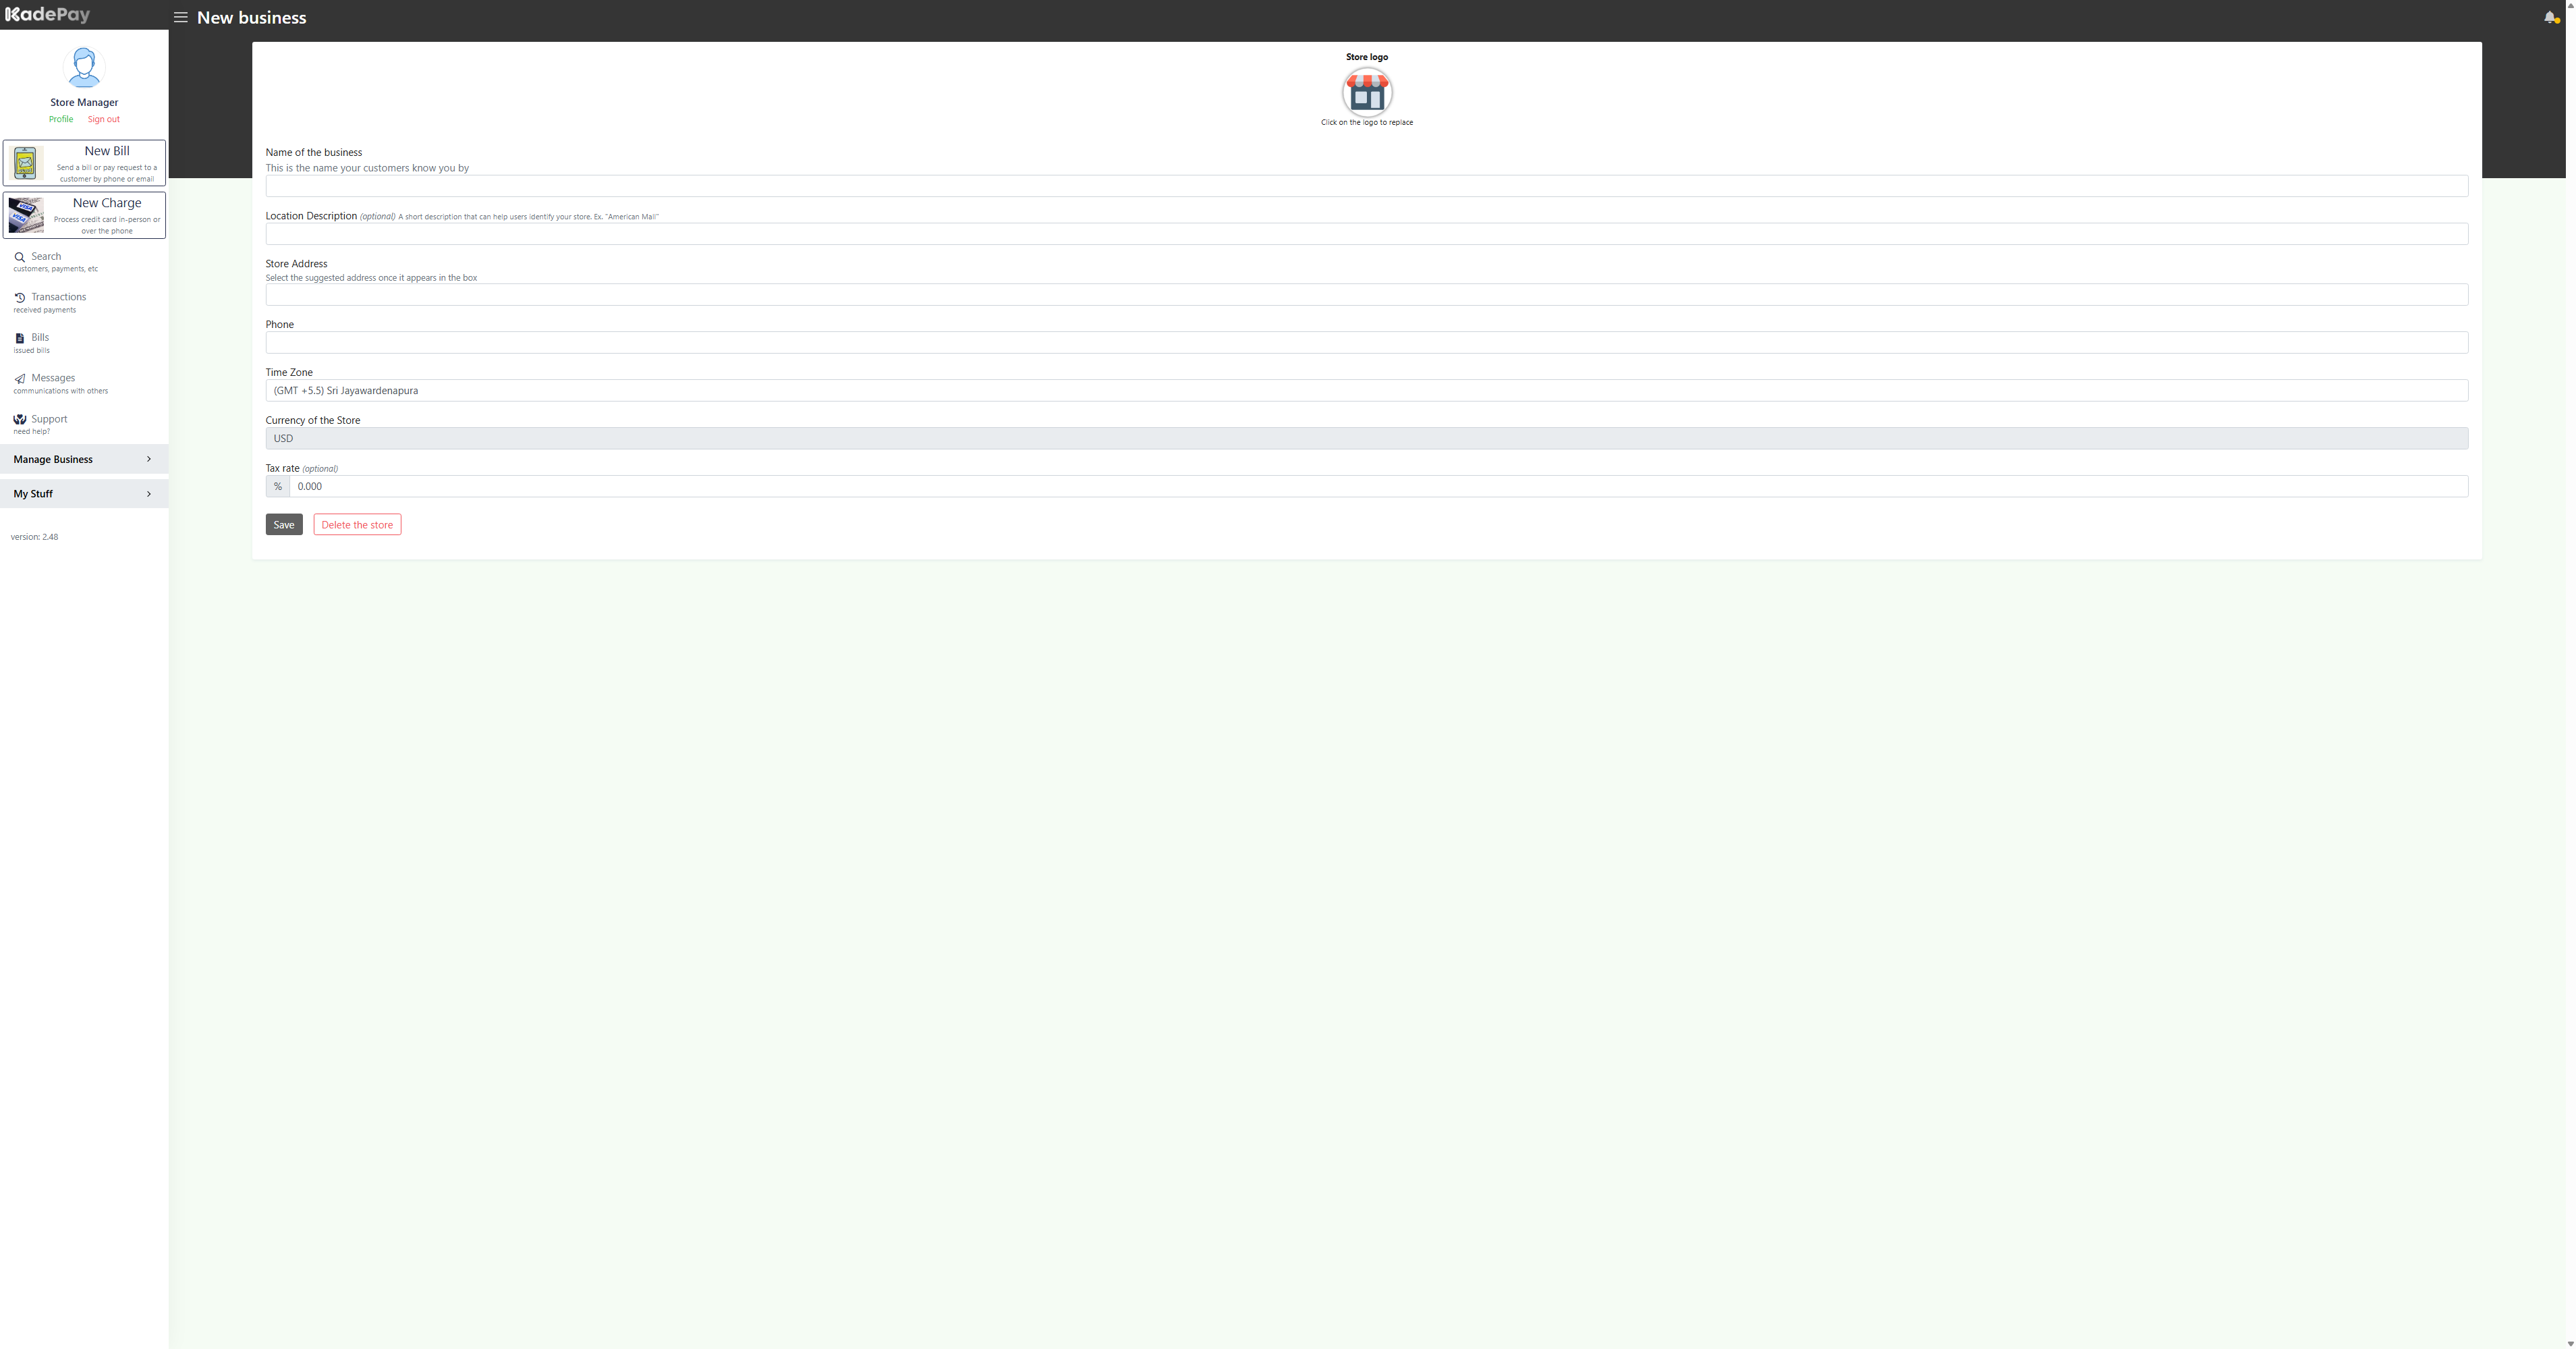 KadePay
New business
Store Manager
Profile Sign out
New Bill
Send a bill or pay request to a
customer by phone or email
New Charge
Process credit card in-person or
over the phone
Search
customers, payments, etc
Transactions
received payments
Bills
issued bills
Messages
communications with others
Support
need help?
Manage Business
My Stuff
version: 2.48
Store logo
Click on the logo to replace
Name of the business
This is the name your customers know you by
Location Description (optional) A short description that can help users identify your store. Ex. "American Mall"
Store Address
Select the suggested address once it appears in the box
Phone
Time Zone
(GMT +5.5) Sri Jayawardenapura
Currency of the Store
USD
Tax rate (optional)
% 0.000
Save Delete the store